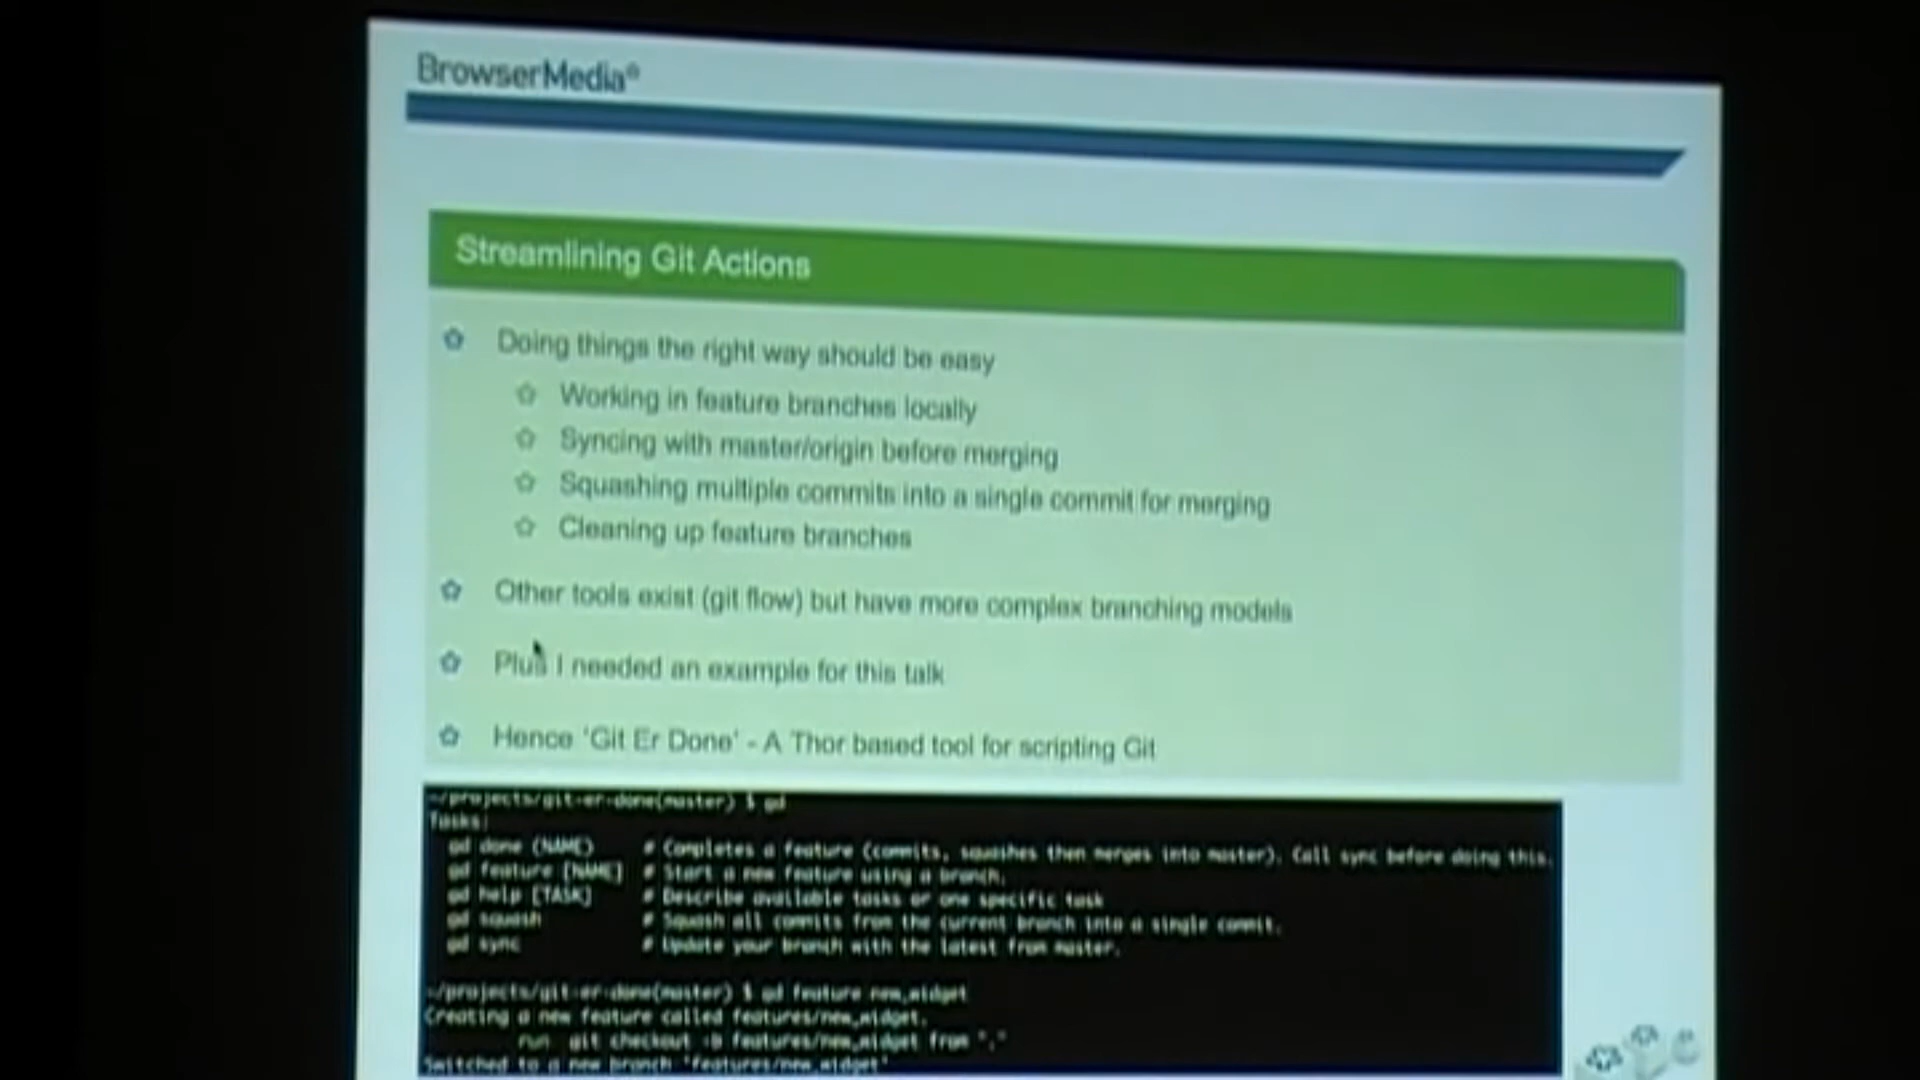 BrowserMedia®
Streamlining Git Actions
Doing things the right way should be easy
Working in feature branches locally
Syncing with master/origin before merging
Squashing multiple commits into a single commit for merging
Cleaning up feature branches
Other tools exist (git flow) but have more complex branching models
Plus I needed an example for this talk
Hence 'Git Er Done' - A Thor based tool for scripting Git
~/projects/git-er-done(master) $ gd
Tasks:
gd done [NAME] # Completes a feature (commits, squashes then merges into master). Call sync before doing this.
gd feature [NAME] # Start a new feature using a branch.
gd help [TASK] # Describe available tasks or one specific task
gd squash # Squash all commits from the current branch into a single commit.
gd sync # Update your branch with the latest from master.
~/projects/git-er-done(master) $ gd feature new_widget
Creating a new feature called features/new_widget.
run git checkout -b features/new_widget from "."
Switched to a new branch 'features/new_widget'